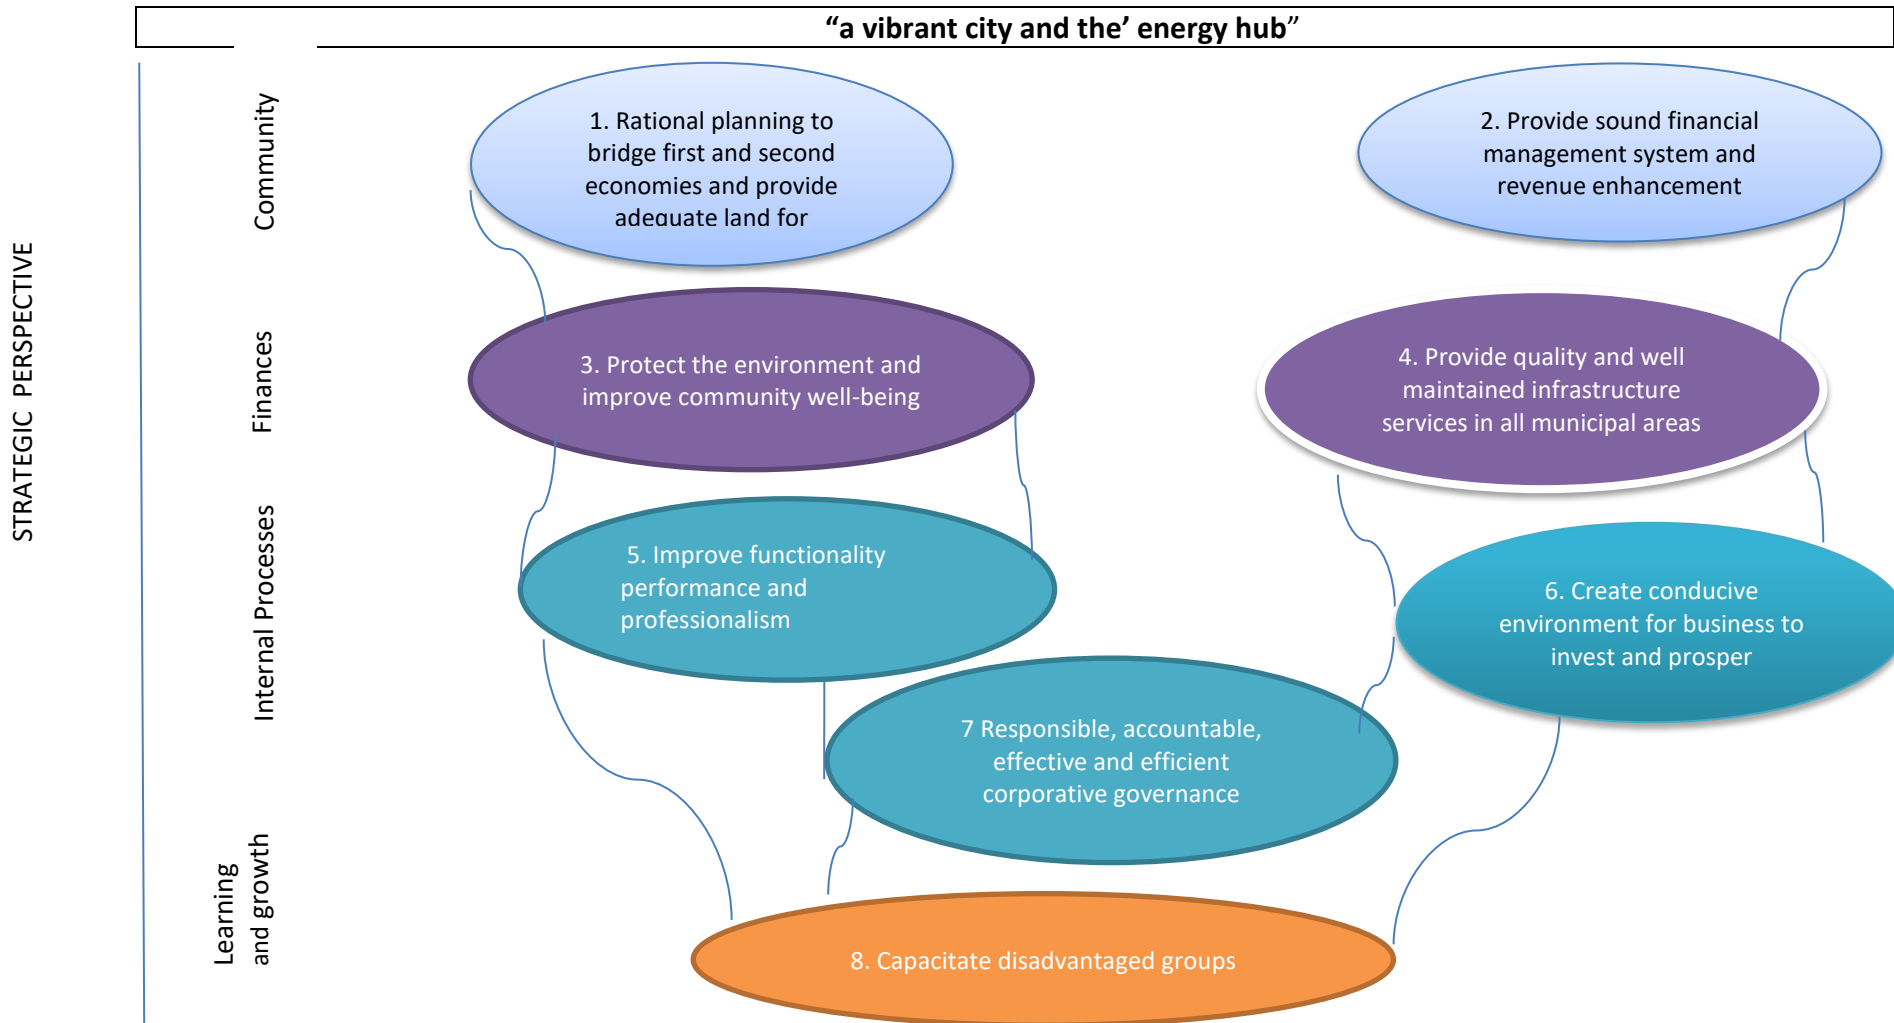 “a vibrant city and the’ energy hub”
STRATEGIC PERSPECTIVE
Community
1. Rational planning to
bridge first and second
economies and provide
adequate land for
2. Provide sound financial
management system and
revenue enhancement
Finances
3. Protect the environment and
improve community well-being
4. Provide quality and well
maintained infrastructure
services in all municipal areas
Internal Processes
5. Improve functionality
performance and
professionalism
6. Create conducive
environment for business to
invest and prosper
7 Responsible, accountable,
effective and efficient
corporative governance
Learning
and growth
8. Capacitate disadvantaged groups